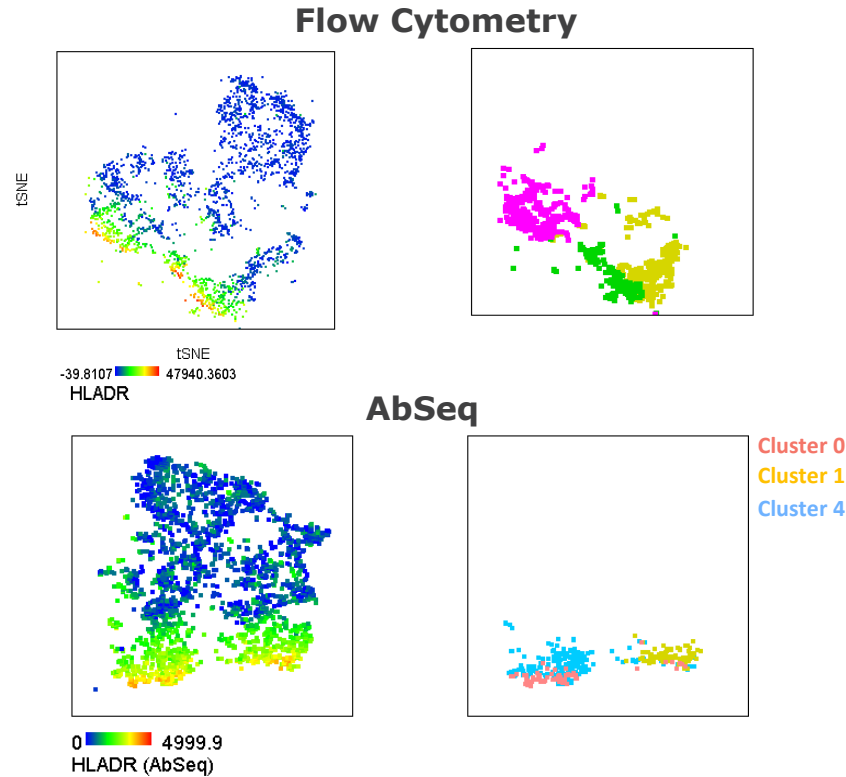 Flow Cytometry
tSNE
tSNE
-39.8107 47940.3603
HLADR
AbSeq
Cluster 0
Cluster 1
Cluster 4
0 4999.9
HLADR (AbSeq)